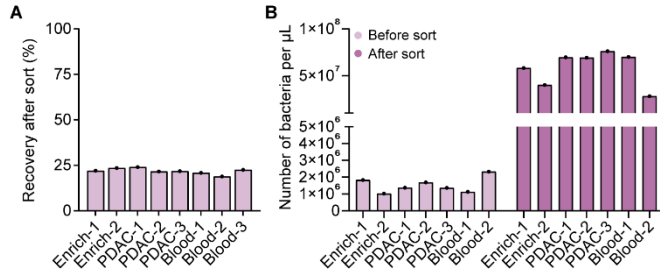 A
Recovery after sort (%)
100
75
50
25
0
Enrich-1
Enrich-2
PDAC-1
PDAC-2
PDAC-3
Blood-1
Blood-2
Blood-3
B
Number of bacteria per µL
Before sort
After sort
1×10⁸
5×10⁷
5×10⁶
4×10⁶
3×10⁶
2×10⁶
1×10⁶
0
Enrich-1
Enrich-2
PDAC-1
PDAC-2
PDAC-3
Blood-1
Blood-2
Enrich-1
Enrich-2
PDAC-1
PDAC-2
PDAC-3
Blood-1
Blood-2